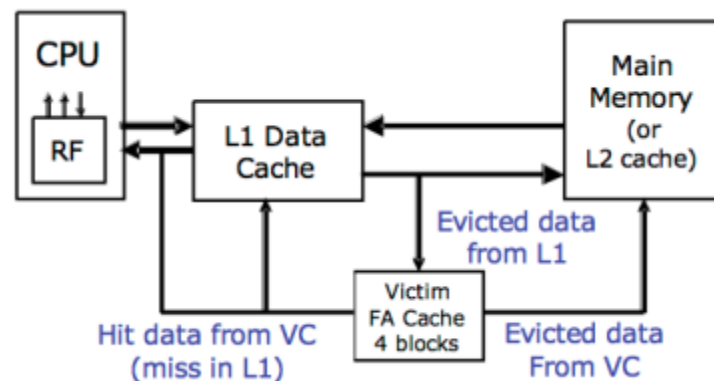 CPU
RF
L1 Data
Cache
Main
Memory
(or
L2 cache)
Evicted data
from L1
Victim
FA Cache
4 blocks
Hit data from VC
(miss in L1)
Evicted data
From VC